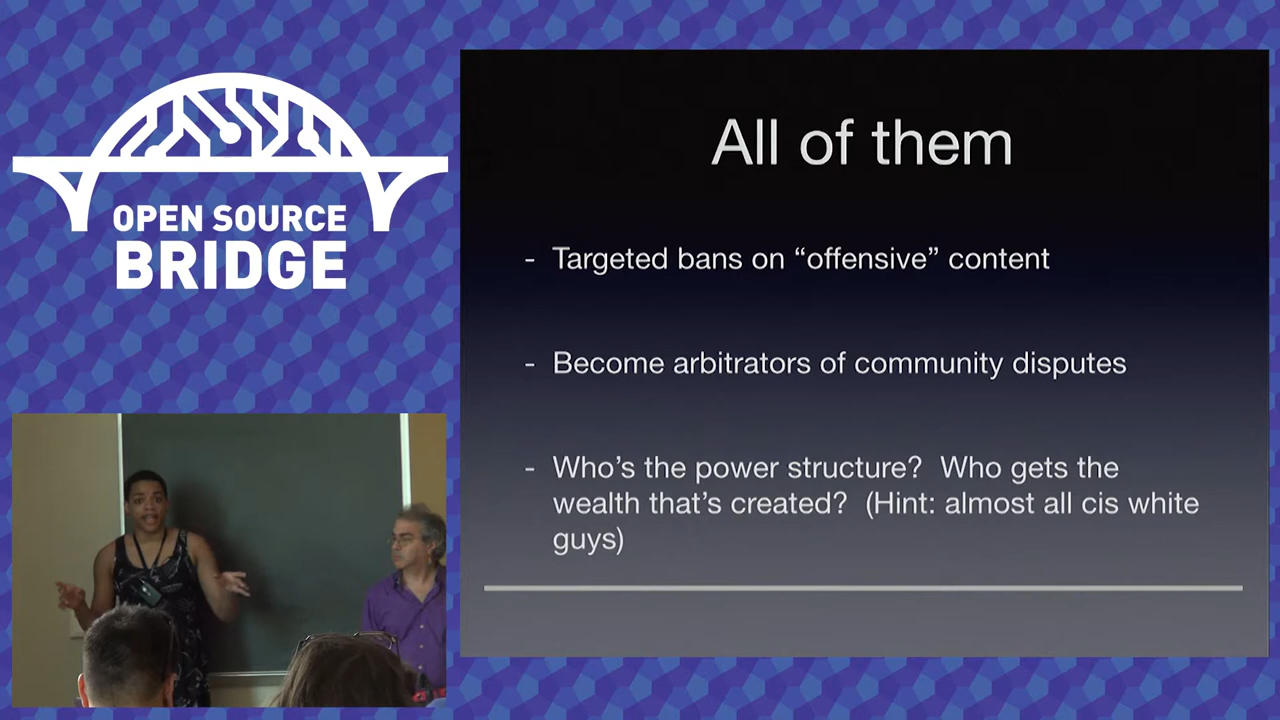 OPEN SOURCE
BRIDGE
All of them
- Targeted bans on “offensive” content
- Become arbitrators of community disputes
- Who’s the power structure?  Who gets the
wealth that’s created?  (Hint: almost all cis white
guys)